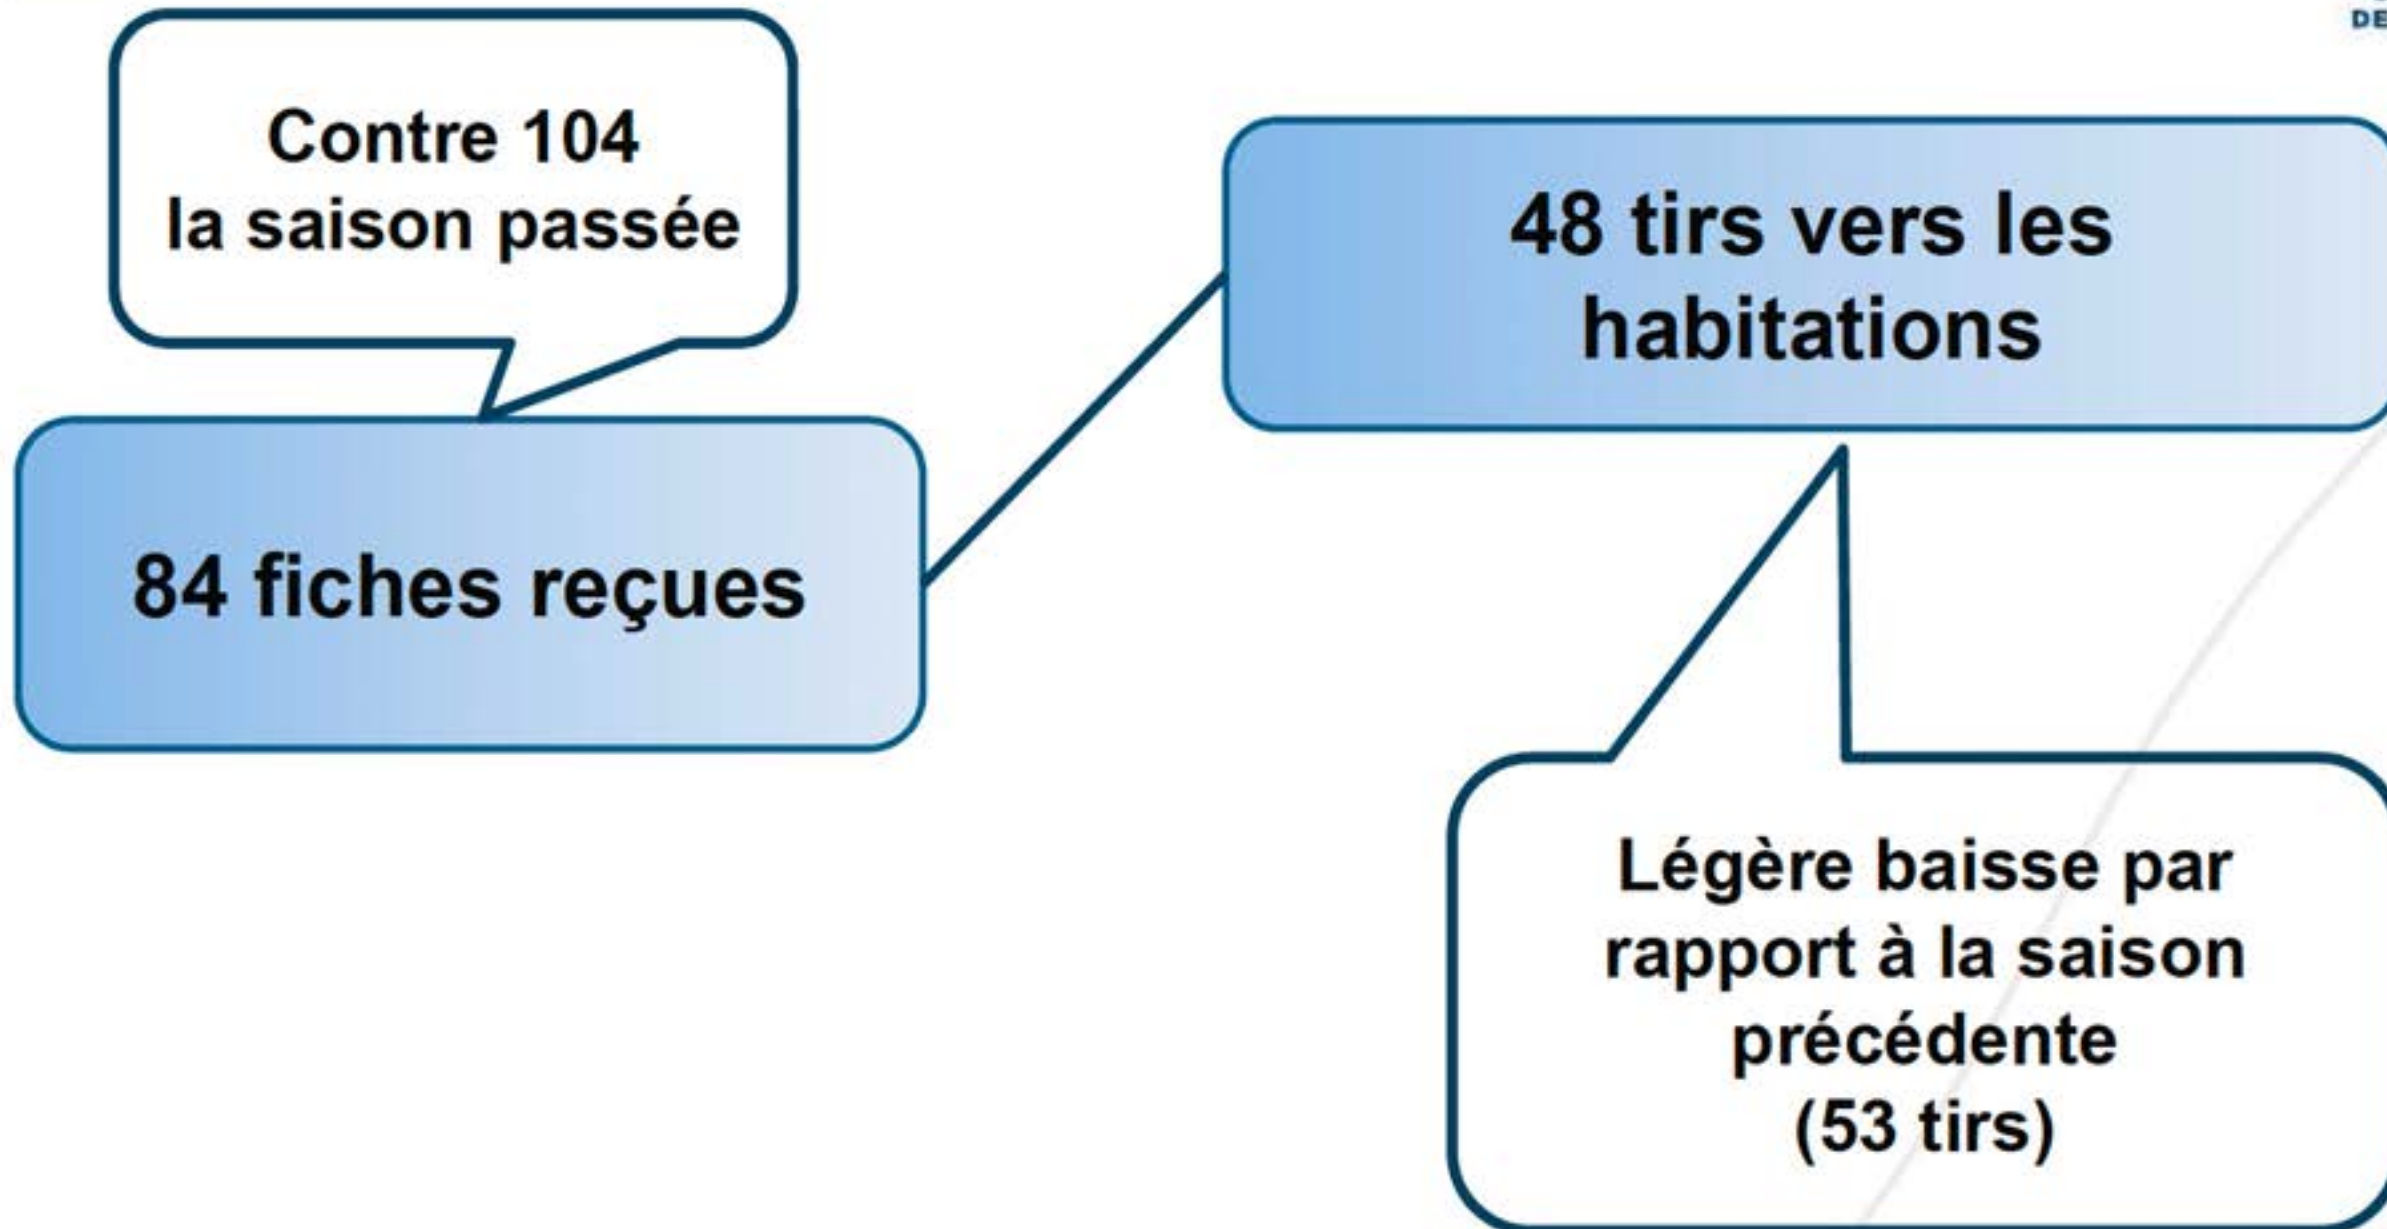 DE
Contre 104
la saison passée
48 tirs vers les
habitations
84 fiches reçues
Légère baisse par
rapport à la saison
précédente
(53 tirs)